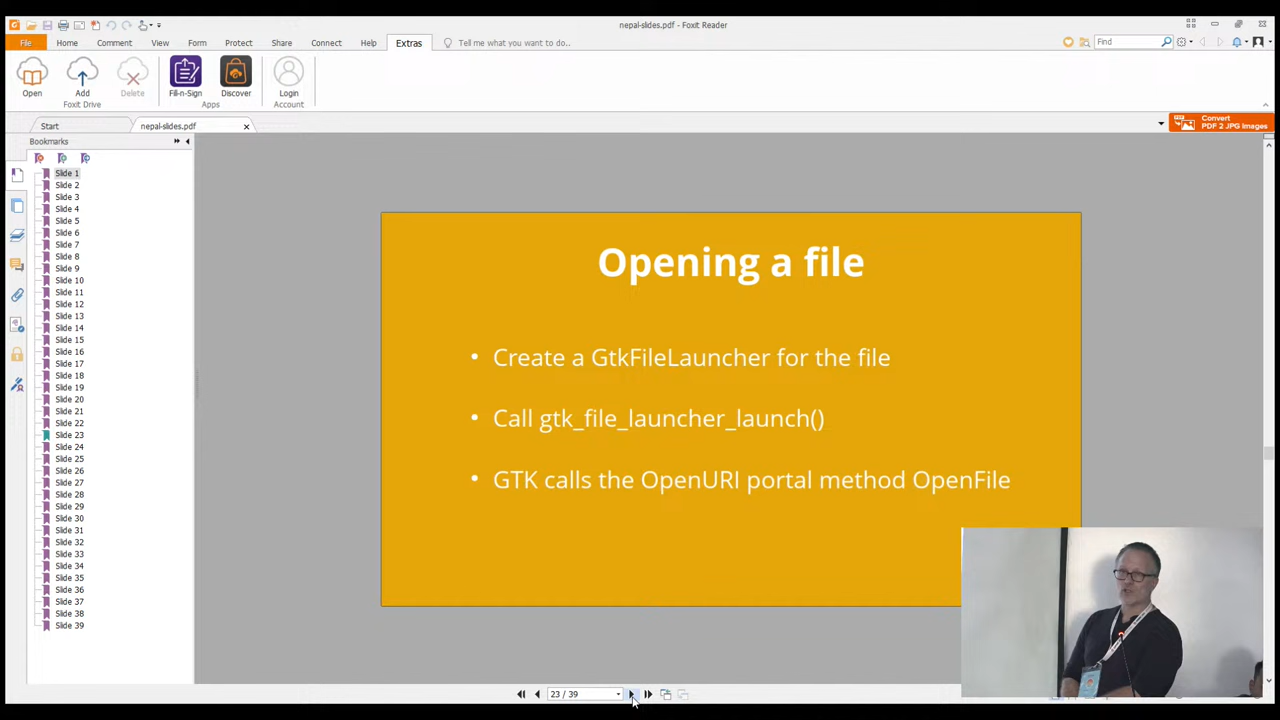 nepal-slides.pdf - Foxit Reader
File Home Comment View Form Protect Share Connect Help Extras Tell me what you want to do.. Find
Open Add Delete Fill-n-Sign Discover Login
Foxit Drive Apps Account
Start nepal-slides.pdf
Convert
PDF 2 JPG Images
Bookmarks
Slide 1
Slide 2
Slide 3
Slide 4
Slide 5
Slide 6
Slide 7
Slide 8
Slide 9
Slide 10
Slide 11
Slide 12
Slide 13
Slide 14
Slide 15
Slide 16
Slide 17
Slide 18
Slide 19
Slide 20
Slide 21
Slide 22
Slide 23
Slide 24
Slide 25
Slide 26
Slide 27
Slide 28
Slide 29
Slide 30
Slide 31
Slide 32
Slide 33
Slide 34
Slide 35
Slide 36
Slide 37
Slide 38
Slide 39
Opening a file
• Create a GtkFileLauncher for the file
• Call gtk_file_launcher_launch()
• GTK calls the OpenURI portal method OpenFile
23 / 39